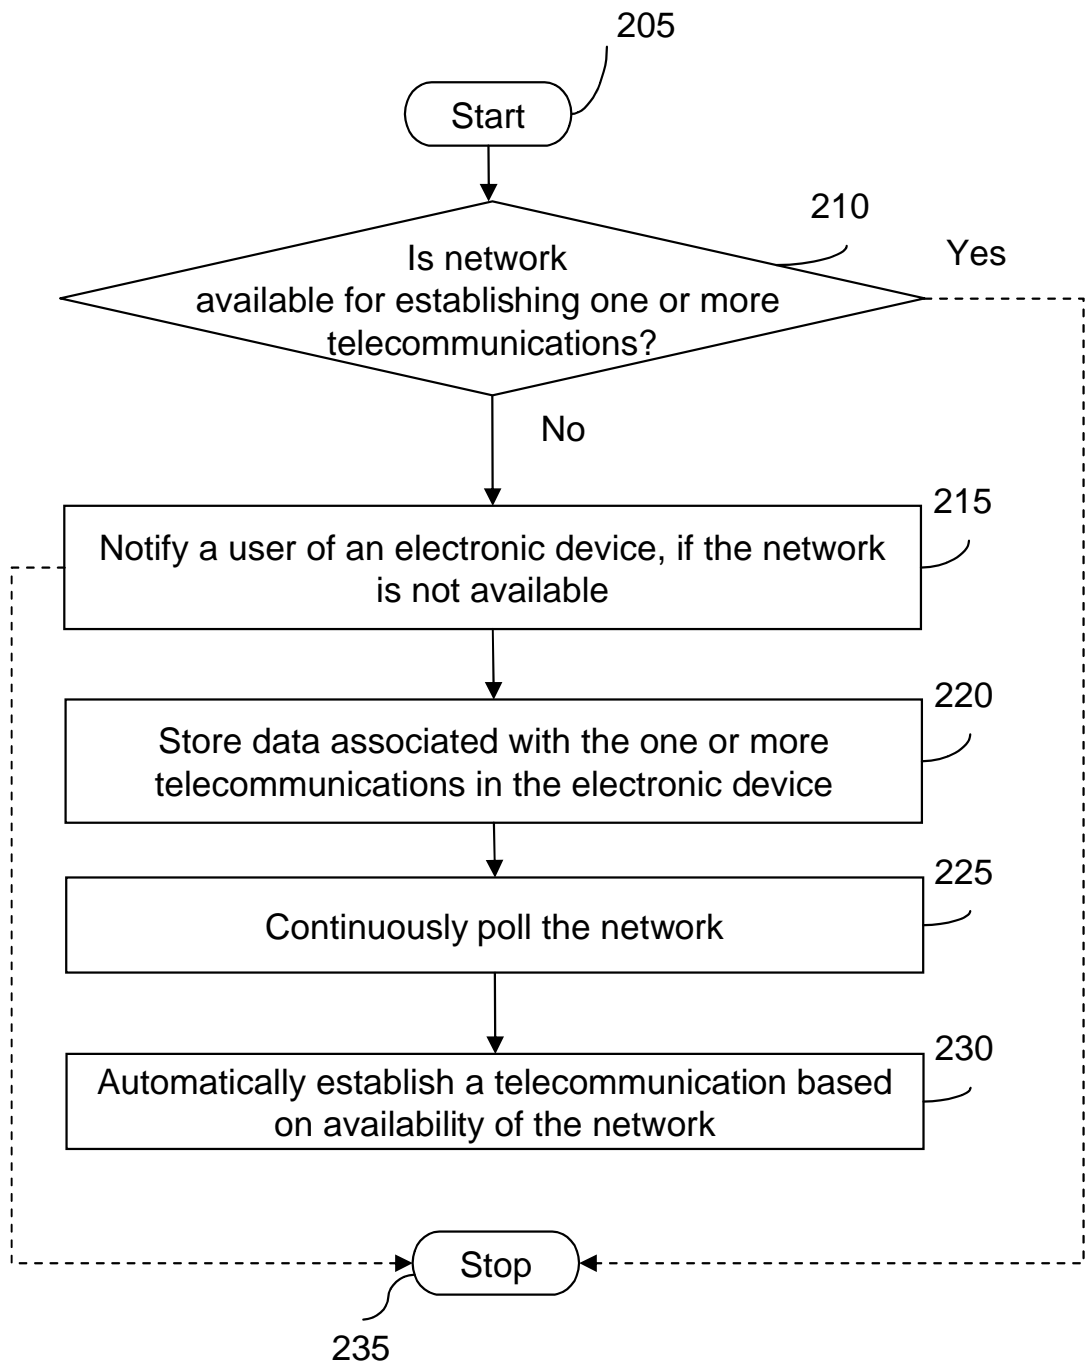 205
Start
210
Is network
available for establishing one or more
telecommunications?
Yes
No
215
Notify a user of an electronic device, if the network
is not available
220
Store data associated with the one or more
telecommunications in the electronic device
225
Continuously poll the network
230
Automatically establish a telecommunication based
on availability of the network
Stop
235